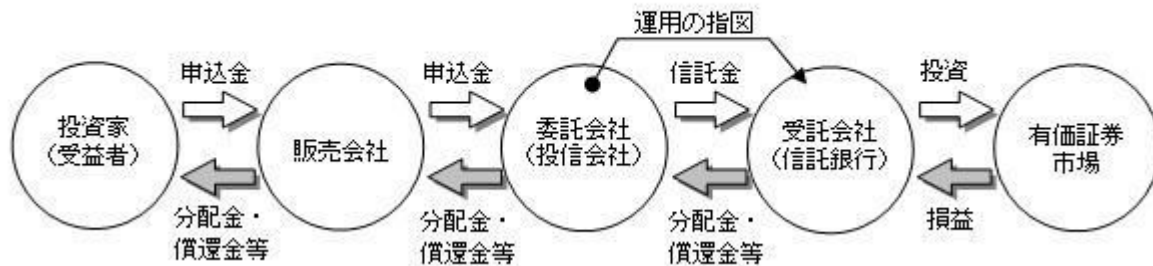 運用の指図
申込金
申込金
信託金
投資
投資家
(受益者)
販売会社
委託会社
(投信会社)
受託会社
(信託銀行)
有価証券
市場
分配金・
償還金等
分配金・
償還金等
分配金・
償還金等
損益